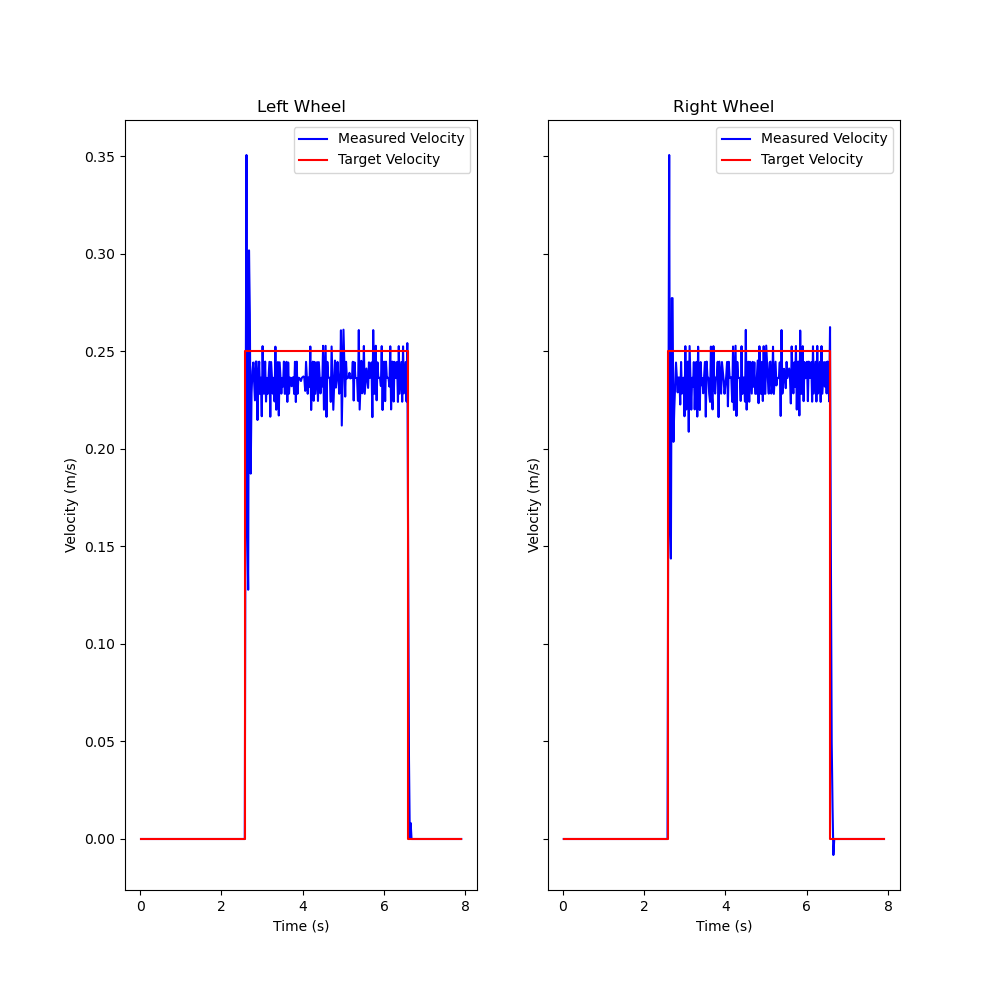 Left Wheel
Measured Velocity
Target Velocity
0.35
0.30
0.25
0.20
0.15
0.10
0.05
0.00
Velocity (m/s)
0 2 4 6 8
Time (s)
Right Wheel
Measured Velocity
Target Velocity
Velocity (m/s)
0 2 4 6 8
Time (s)